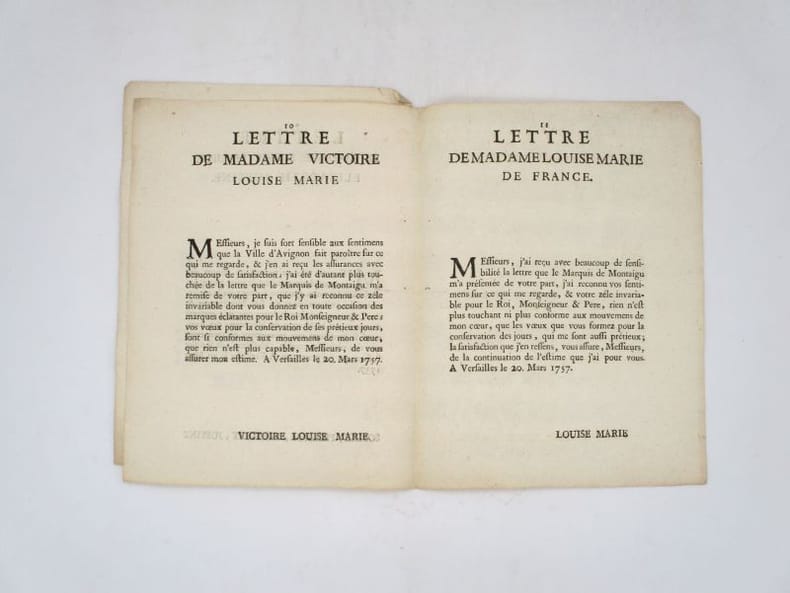 10
LETTRE
DE MADAME VICTOIRE
LOUISE MARIE
MEſſieurs, je ſuis fort ſenſible aux ſentimens
que la Ville d'Avignon fait paroître ſur ce
qui me regarde, & j'en ai reçu les aſſurances avec
beaucoup de ſatisfaction; j'ai été d'autant plus tou-
chée de la lettre que le Marquis de Montaigu m'a
remiſe de votre part, que j'y ai reconnu ce zéle
invariable dont vous donnez en toute occaſion des
marques éclatantes pour le Roi Monſeigneur & Pere;
vos vœux pour la conſervation de ſes prétieux jours,
ſont ſi conformes aux mouvemens de mon cœur,
que rien n'eſt plus capable, Meſſieurs, de vous
aſſurer mon eſtime. A Verſailles le 20. Mars 1757.
VICTOIRE LOUISE MARIE.
11
LETTRE
DE MADAME LOUISE MARIE
DE FRANCE.
MEſſieurs, j'ai reçu avec beaucoup de ſenſi-
bilité la lettre que le Marquis de Montaigu
m'a préſentée de votre part, j'ai reconnu vos ſenti-
mens ſur ce qui me regarde, & votre zéle invaria-
ble pour le Roi, Monſeigneur & Pere, rien n'eſt
plus touchant ni plus conforme aux mouvemens de
mon cœur, que les vœux que vous formez pour la
conſervation des jours, qui me ſont auſſi prétieux;
la ſatisfaction que j'en reſſens, vous aſſure, Meſſieurs,
de la continuation de l'eſtime que j'ai pour vous.
A Verſailles le 20. Mars 1757.
LOUISE MARIE